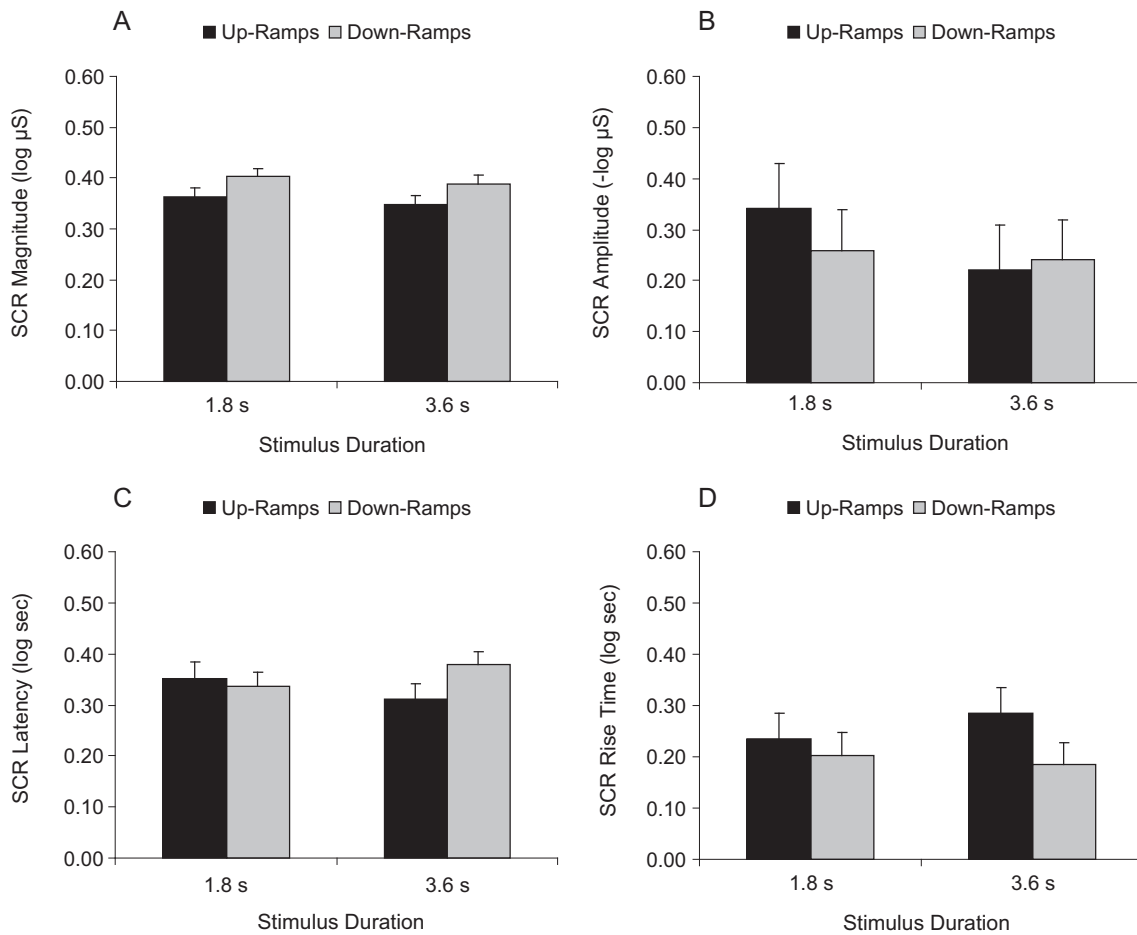 A
Up-Ramps Down-Ramps
0.60
0.50
0.40
0.30
0.20
0.10
0.00
SCR Magnitude (log µS)
1.8 s 3.6 s
Stimulus Duration
B
Up-Ramps Down-Ramps
0.60
0.50
0.40
0.30
0.20
0.10
0.00
SCR Amplitude (-log µS)
1.8 s 3.6 s
Stimulus Duration
C
Up-Ramps Down-Ramps
0.60
0.50
0.40
0.30
0.20
0.10
0.00
SCR Latency (log sec)
1.8 s 3.6 s
Stimulus Duration
D
Up-Ramps Down-Ramps
0.60
0.50
0.40
0.30
0.20
0.10
0.00
SCR Rise Time (log sec)
1.8 s 3.6 s
Stimulus Duration